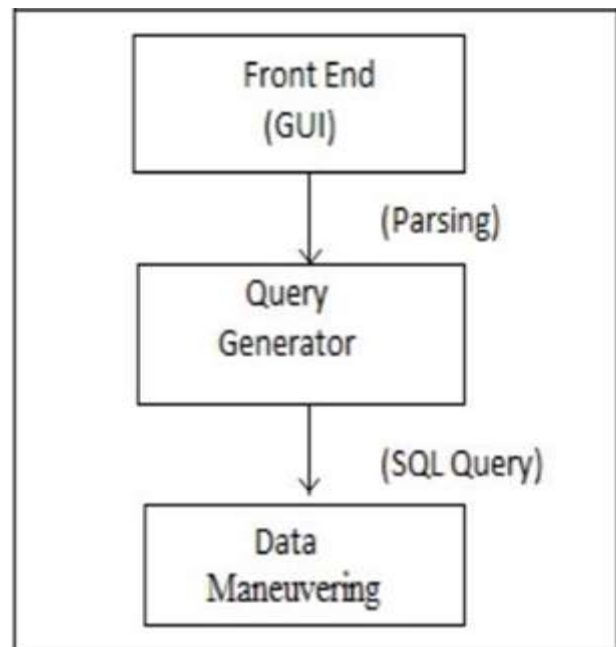 Front End
(GUI)
(Parsing)
Query
Generator
(SQL Query)
Data
Maneuvering